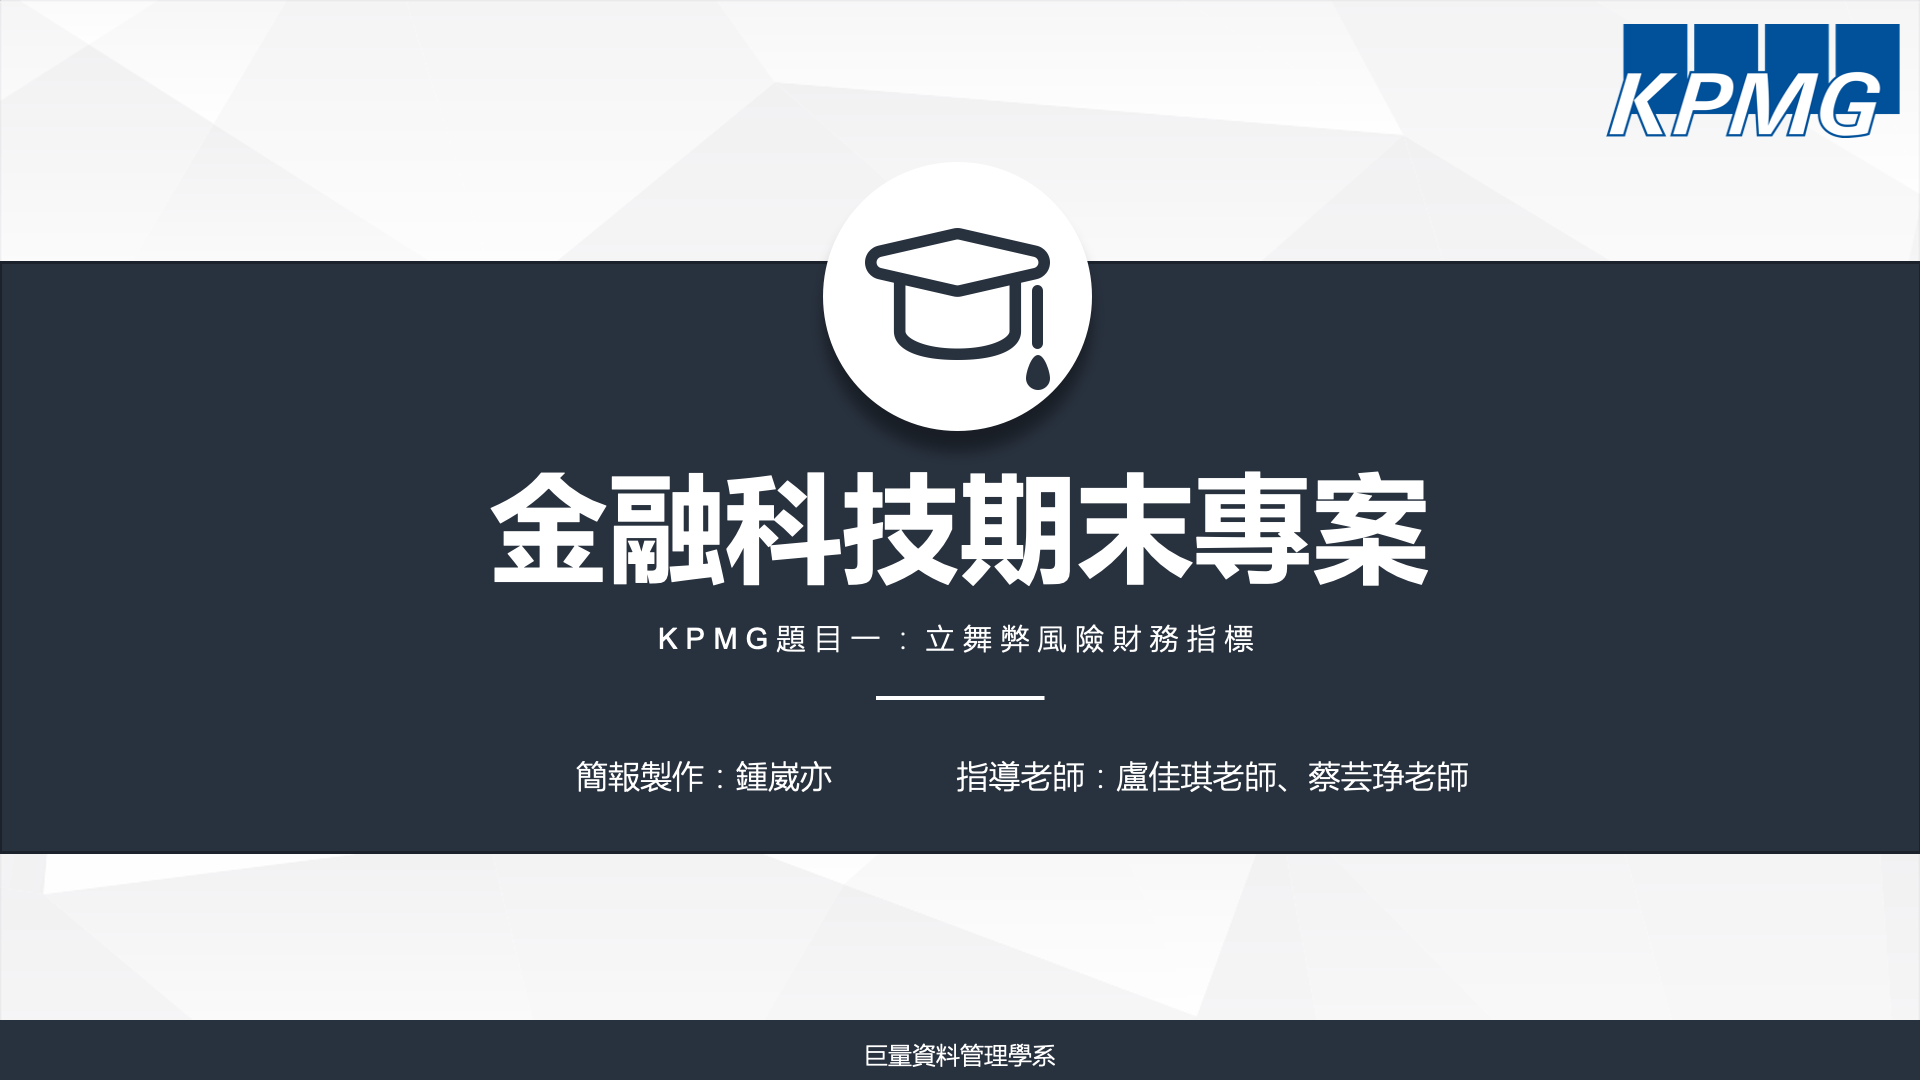 KPMG
金融科技期末專案
KPMG題目一：立舞弊風險財務指標
簡報製作：鍾崴亦 指導老師：盧佳琪老師、蔡芸琤老師
巨量資料管理學系